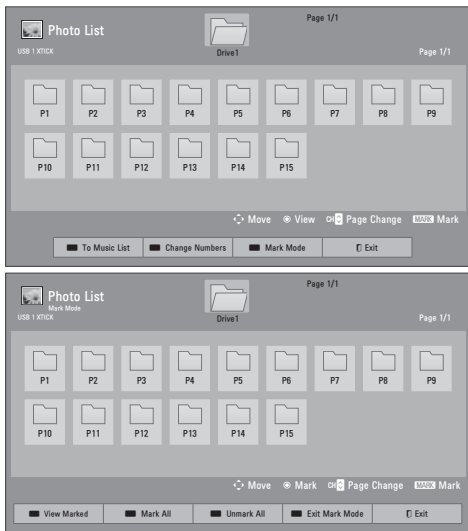 Photo List
Page 1/1
USB 1 XTICK
Drive1
Page 1/1
P1 P2 P3 P4 P5 P6 P7 P8 P9
P10 P11 P12 P13 P14 P15
Move View CH Page Change MARK Mark
To Music List Change Numbers Mark Mode Exit
Photo List
Page 1/1
Mark Mode
USB 1 XTICK
Drive1
Page 1/1
P1 P2 P3 P4 P5 P6 P7 P8 P9
P10 P11 P12 P13 P14 P15
Move Mark CH Page Change MARK Mark
View Marked Mark All Unmark All Exit Mark Mode Exit